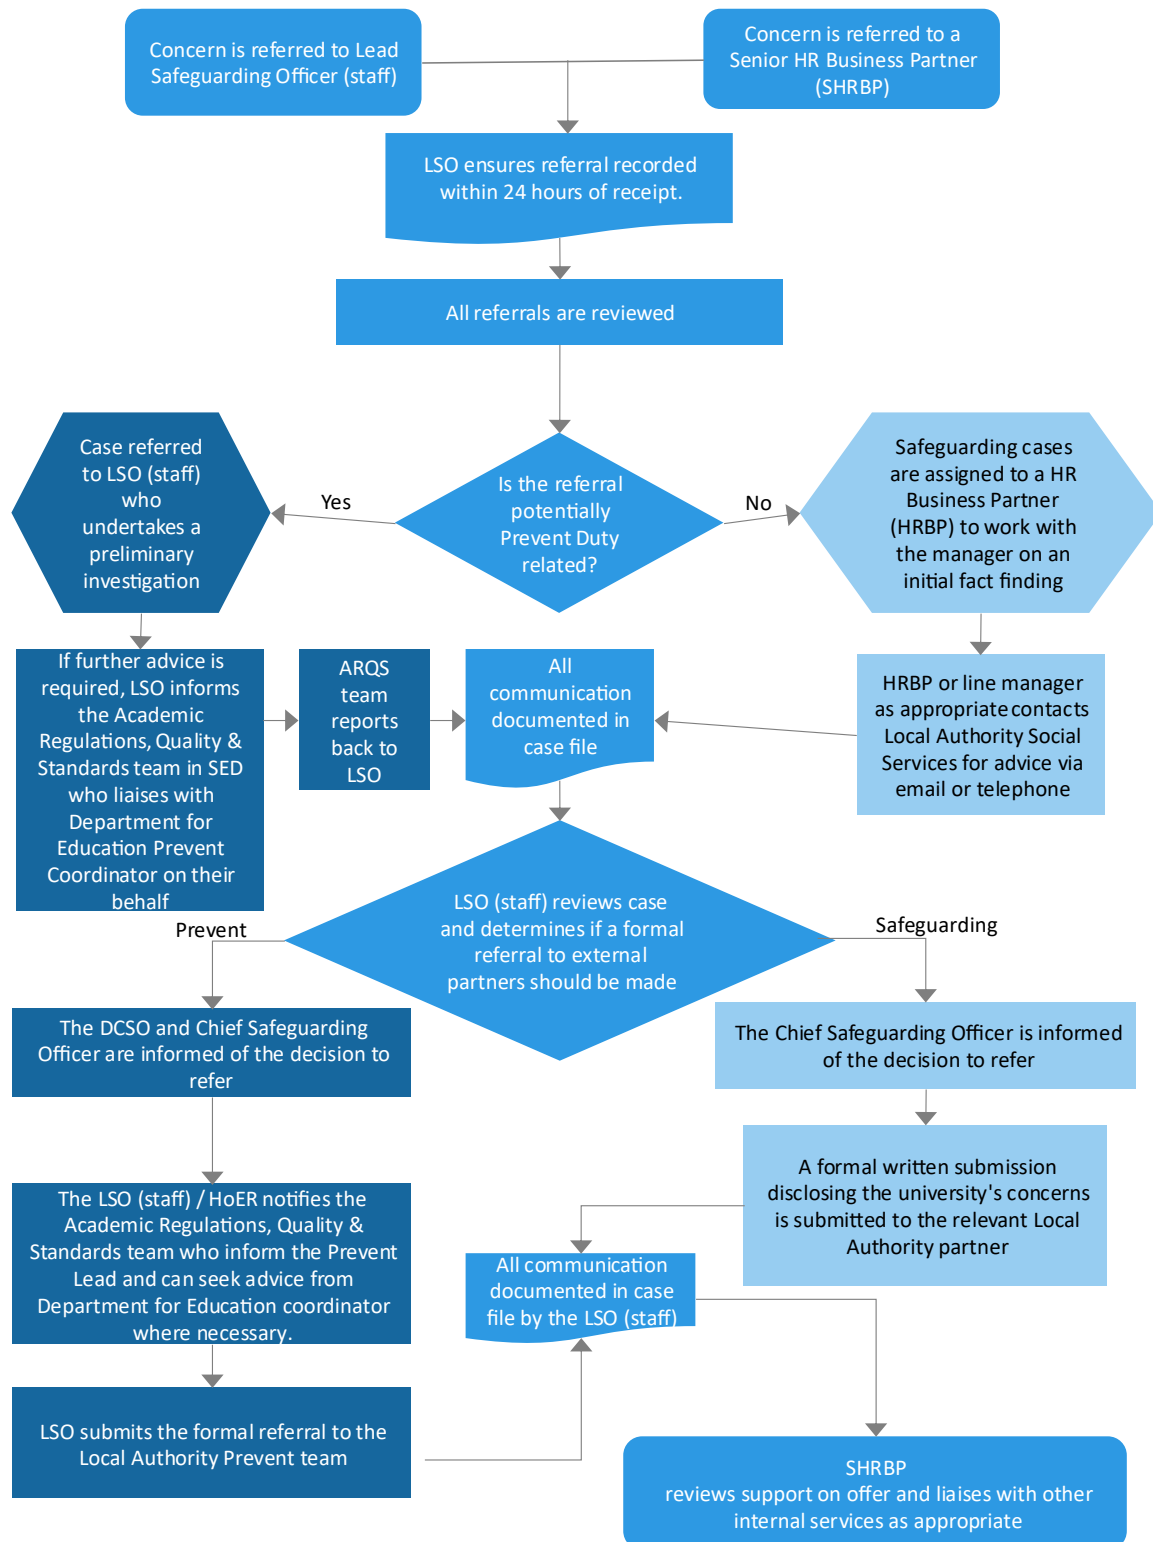 Concern is referred to Lead
Safeguarding Officer (staff)
Concern is referred to a
Senior HR Business Partner
(SHRBP)
LSO ensures referral recorded
within 24 hours of receipt.
All referrals are reviewed
Case referred
to LSO (staff)
who
undertakes a
preliminary
investigation
Yes
Is the referral
potentially
Prevent Duty
related?
No
Safeguarding cases
are assigned to a HR
Business Partner
(HRBP) to work with
the manager on an
initial fact finding
If further advice is
required, LSO informs
the Academic
Regulations, Quality &
Standards team in SED
who liaises with
Department for
Education Prevent
Coordinator on their
behalf
ARQS
team
reports
back to
LSO
All
communication
documented in
case file
HRBP or line manager
as appropriate contacts
Local Authority Social
Services for advice via
email or telephone
Prevent
LSO (staff) reviews case
and determines if a formal
referral to external
partners should be made
Safeguarding
The DCSO and Chief Safeguarding
Officer are informed of the decision to
refer
The Chief Safeguarding Officer is informed
of the decision to refer
The LSO (staff) / HoER notifies the
Academic Regulations, Quality &
Standards team who inform the Prevent
Lead and can seek advice from
Department for Education coordinator
where necessary.
A formal written submission
disclosing the university's concerns
is submitted to the relevant Local
Authority partner
All communication
documented in case
file by the LSO (staff)
LSO submits the formal referral to the
Local Authority Prevent team
SHRBP
reviews support on offer and liaises with other
internal services as appropriate